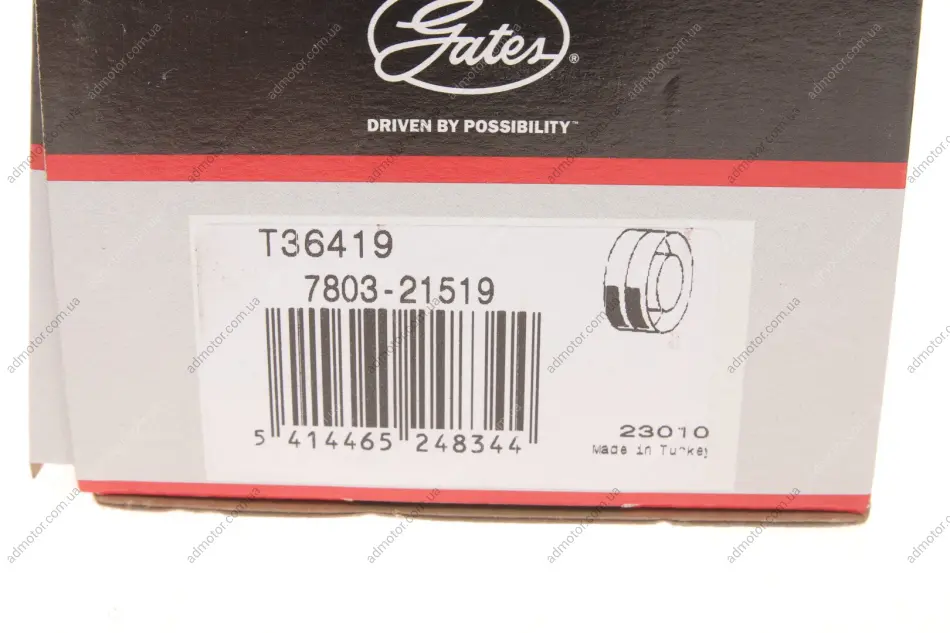 Gates®
DRIVEN BY POSSIBILITY™
T36419
7803-21519
5 414465 248344
23010
Made in Turkey
admotor.com.ua